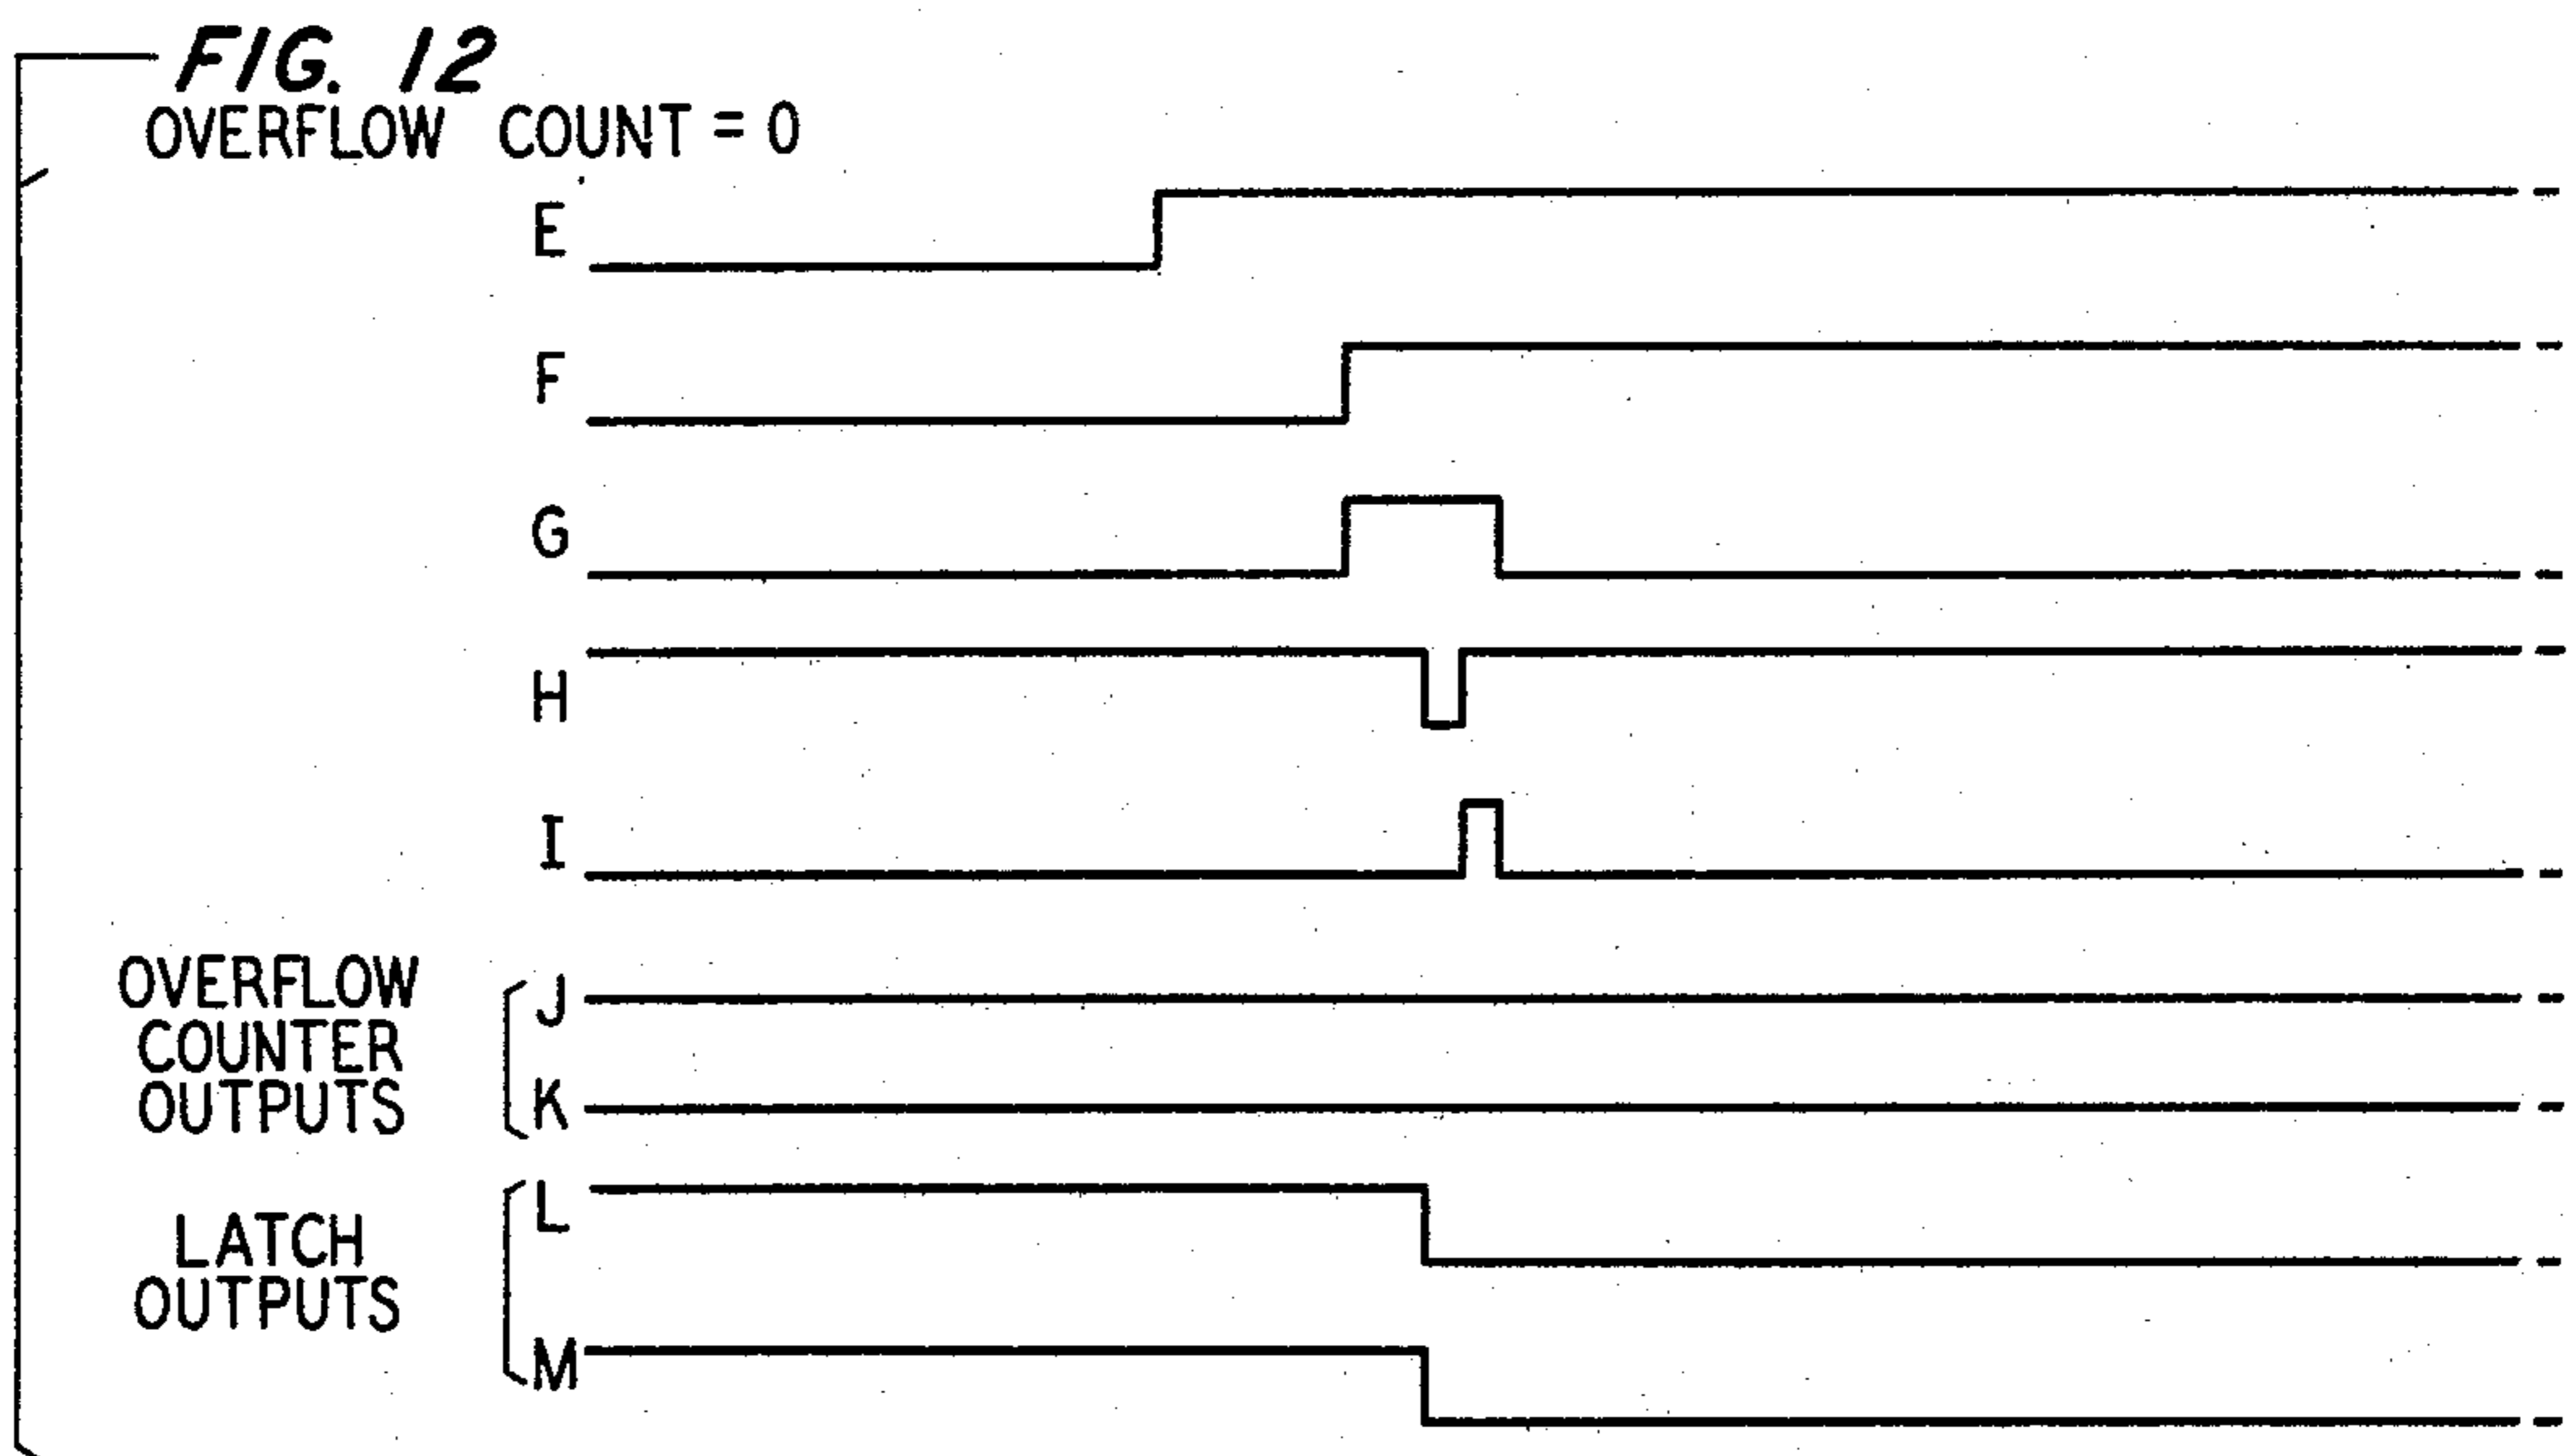 FIG. 12
OVERFLOW COUNT = 0
E
F
G
H
I
OVERFLOW
COUNTER
OUTPUTS
J
K
LATCH
OUTPUTS
L
M